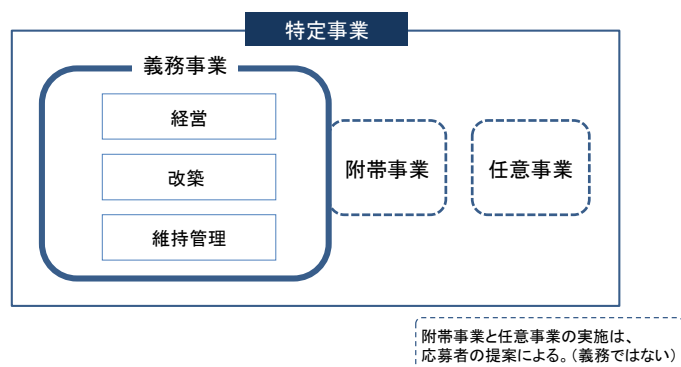 特定事業
義務事業
経営
改築
維持管理
附帯事業
任意事業
附帯事業と任意事業の実施は、
応募者の提案による。(義務ではない)